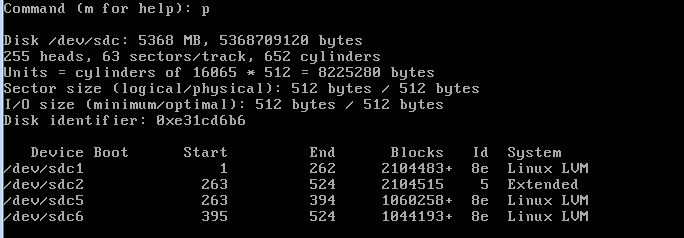 Command (m for help): p
Disk /dev/sdc: 5368 MB, 5368709120 bytes
255 heads, 63 sectors/track, 652 cylinders
Units = cylinders of 16065 * 512 = 8225280 bytes
Sector size (logical/physical): 512 bytes / 512 bytes
I/O size (minimum/optimal): 512 bytes / 512 bytes
Disk identifier: 0xe31cd6b6
Device Boot Start End Blocks Id System
/dev/sdc1 1 262 2104483+ 8e Linux LVM
/dev/sdc2 263 524 2104515 5 Extended
/dev/sdc5 263 394 1060258+ 8e Linux LVM
/dev/sdc6 395 524 1044193+ 8e Linux LVM